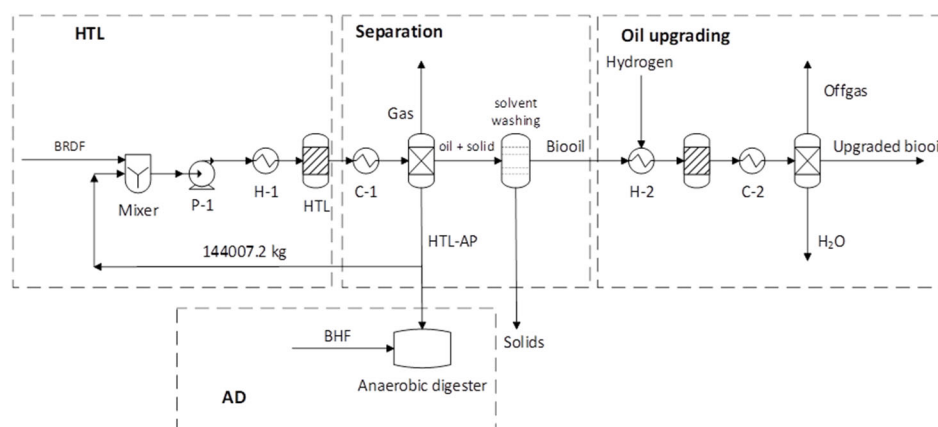 HTL
Separation
Oil upgrading
Hydrogen
Offgas
Gas
solvent
washing
BRDF
oil + solid
Biooil
Upgraded biooi
Mixer
P-1
H-1
HTL
C-1
H-2
C-2
HTL-AP
H₂O
144007.2 kg
BHF
Solids
Anaerobic digester
AD